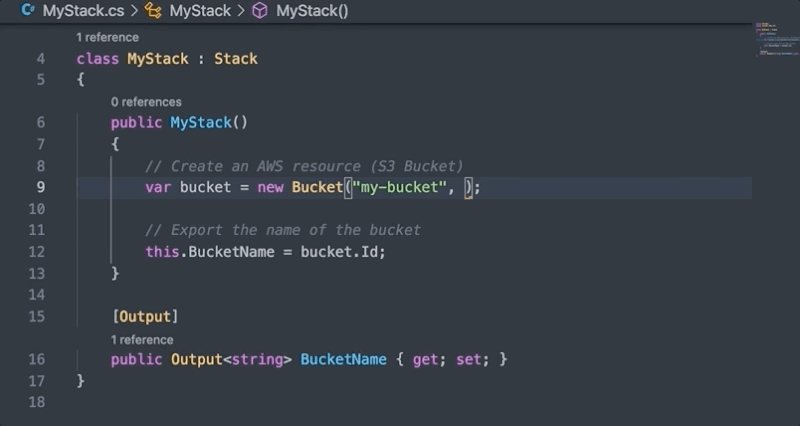 C# MyStack.cs > MyStack > MyStack()
1 reference
4 class MyStack : Stack
5 {
0 references
6 public MyStack()
7 {
8 // Create an AWS resource (S3 Bucket)
9 var bucket = new Bucket("my-bucket", );
10
11 // Export the name of the bucket
12 this.BucketName = bucket.Id;
13 }
14
15 [Output]
1 reference
16 public Output<string> BucketName { get; set; }
17 }
18